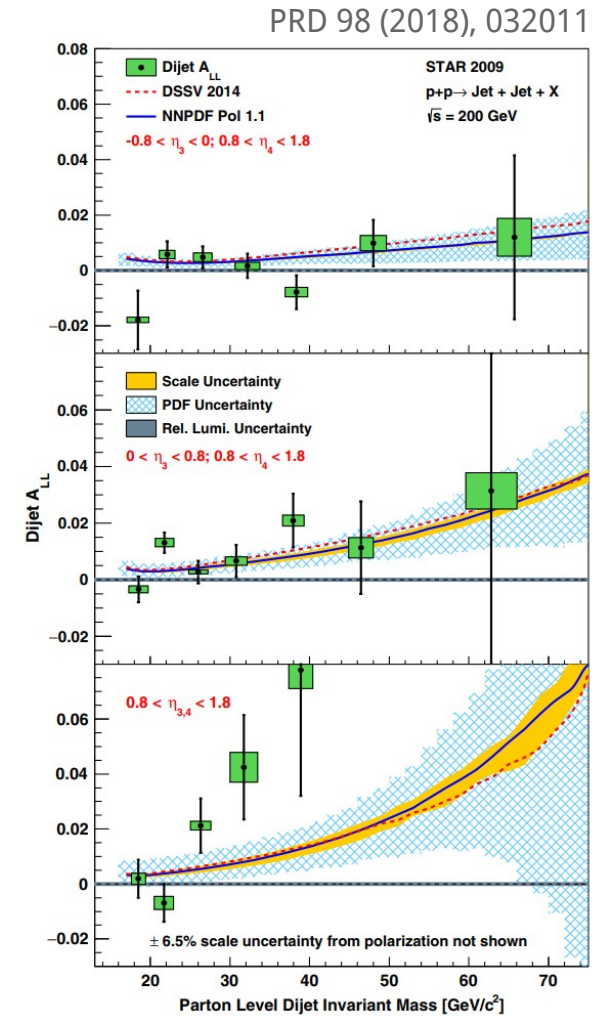 PRD 98 (2018), 032011
0.08
Dijet A_LL
STAR 2009
0.06
DSSV 2014
p+p→ Jet + Jet + X
NNPDF Pol 1.1
√s = 200 GeV
0.04
-0.8 < η_3 < 0; 0.8 < η_4 < 1.8
0.02
0
−0.02
Scale Uncertainty
0.06
PDF Uncertainty
Rel. Lumi. Uncertainty
0.04
0 < η_3 < 0.8; 0.8 < η_4 < 1.8
0.02
0
−0.02
Dijet A_LL
0.8 < η_3,4 < 1.8
0.06
0.04
0.02
0
−0.02
± 6.5% scale uncertainty from polarization not shown
20 30 40 50 60 70
Parton Level Dijet Invariant Mass [GeV/c²]